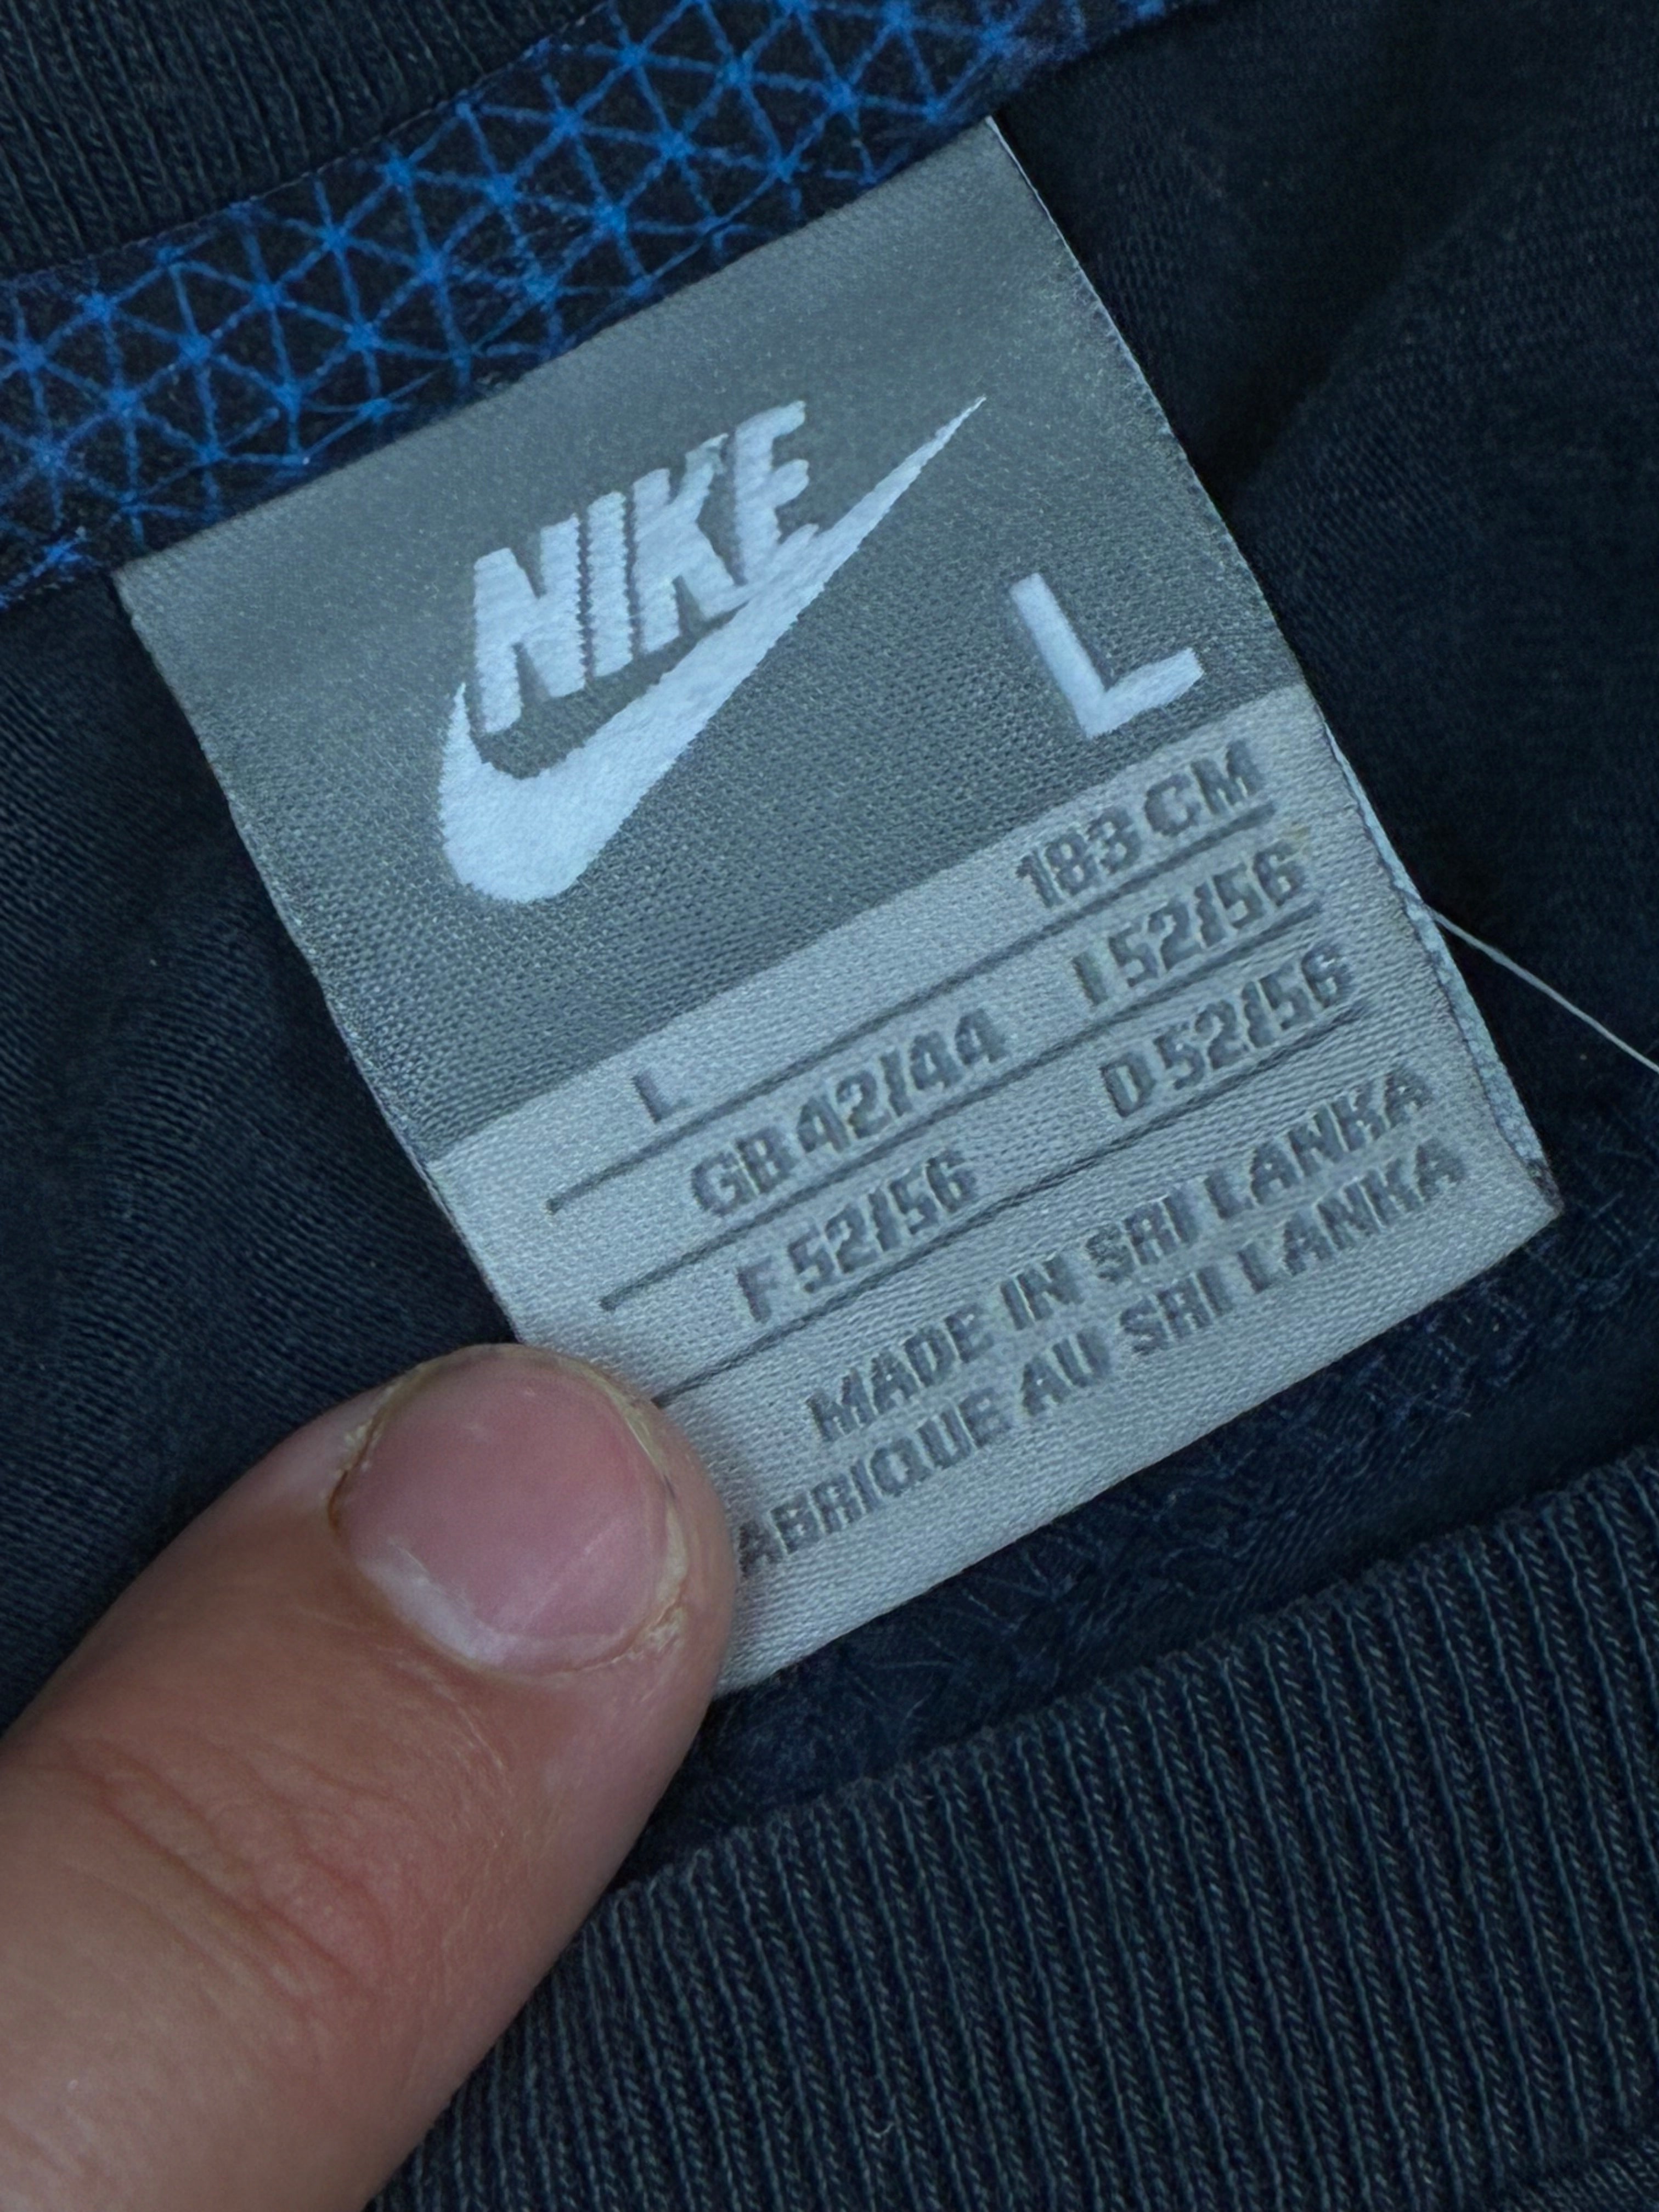 NIKE
L
L 183 CM
GB 42/44 I 52/56
F 52/56 D 52/56
MADE IN SRI LANKA
ABRIQUE AU SRI LANKA